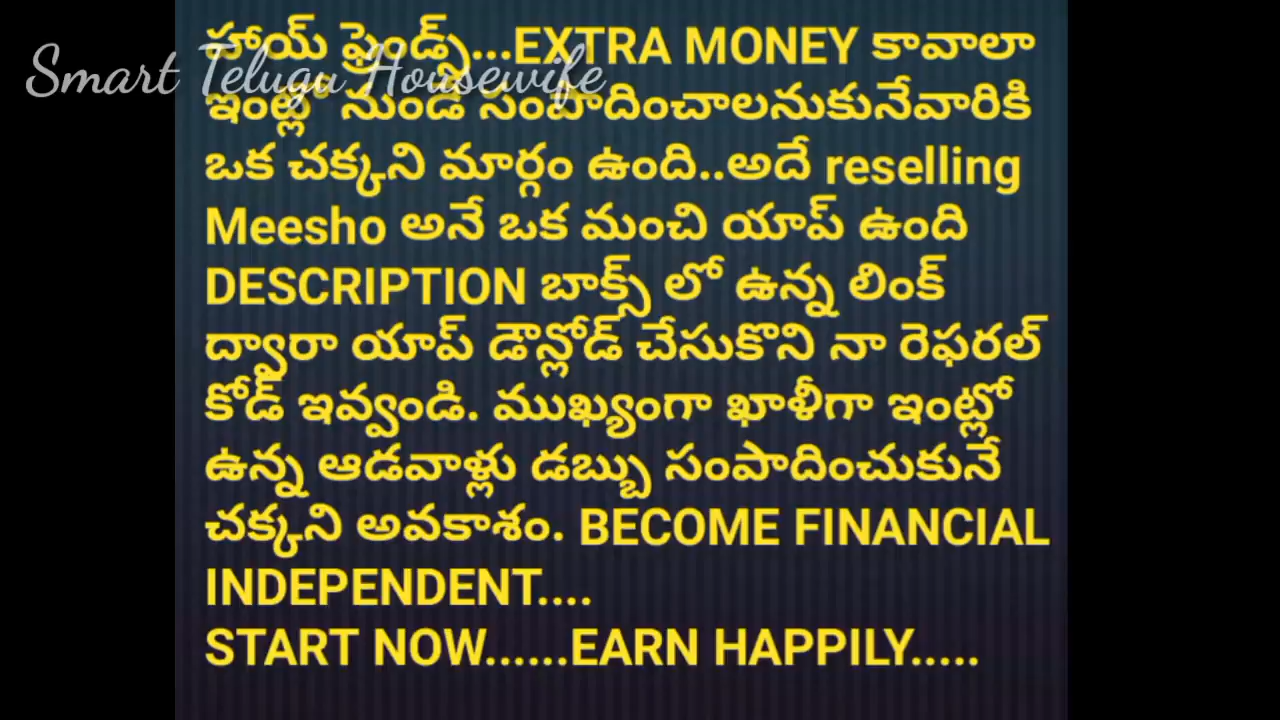 హాయ్ ఫ్రెండ్స్...EXTRA MONEY కావాలా
Smart Telugu Housewife
ఇంట్లో నుండి సంపాదించాలనుకునేవారికి
ఒక చక్కని మార్గం ఉంది..అదే reselling
Meesho అనే ఒక మంచి యాప్ ఉంది
DESCRIPTION బాక్స్ లో ఉన్న లింక్
ద్వారా యాప్ డౌన్లోడ్ చేసుకొని నా రెఫరల్
కోడ్ ఇవ్వండి. ముఖ్యంగా ఖాళీగా ఇంట్లో
ఉన్న ఆడవాళ్లు డబ్బు సంపాదించుకునే
చక్కని అవకాశం. BECOME FINANCIAL
INDEPENDENT....
START NOW......EARN HAPPILY.....